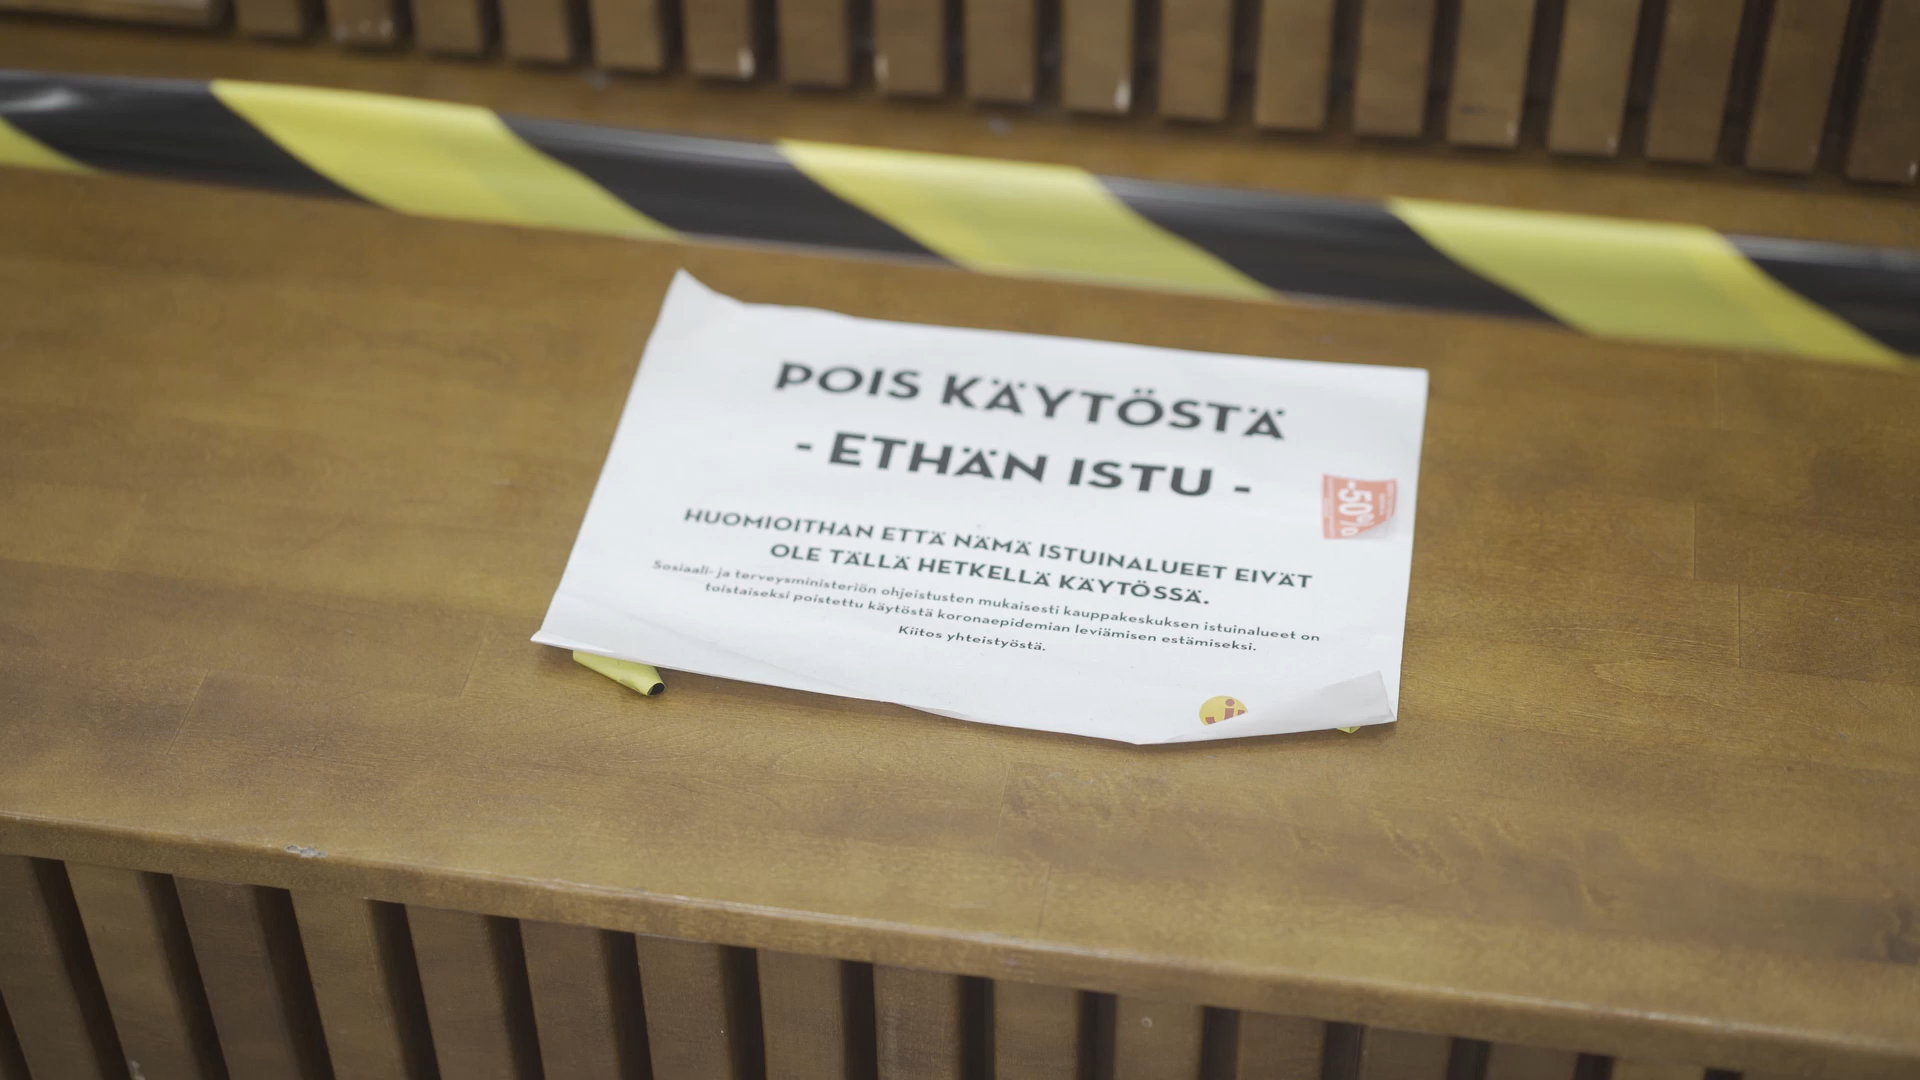 POIS KÄYTÖSTÄ
- ETHÄN ISTU -
HUOMIOITHAN ETTÄ NÄMÄ ISTUINALUEET EIVÄT
OLE TÄLLÄ HETKELLÄ KÄYTÖSSÄ.
Sosiaali- ja terveysministeriön ohjeistusten mukaisesti kauppakeskuksen istuinalueet on
toistaiseksi poistettu käytöstä koronaepidemian leviämisen estämiseksi.
Kiitos yhteistyöstä.
-50%